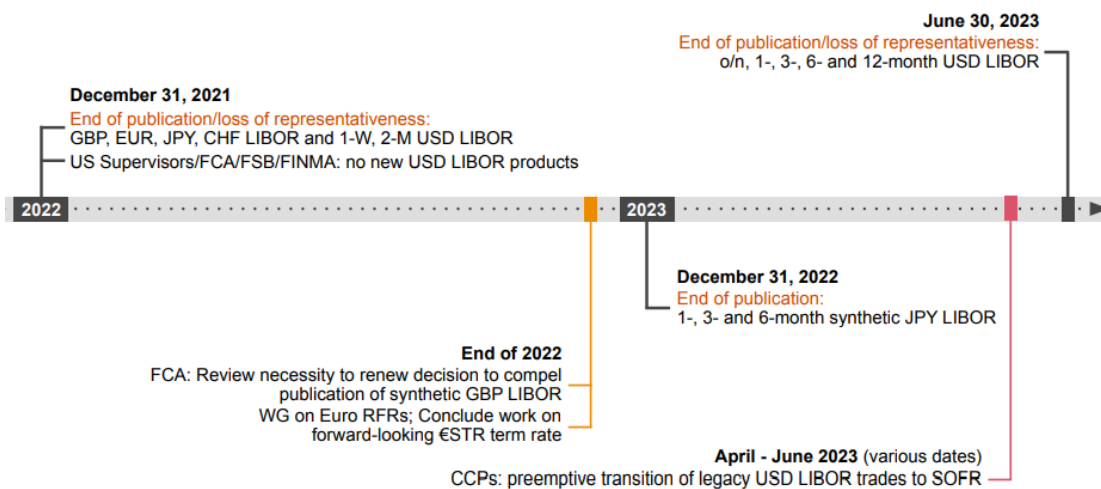 June 30, 2023
End of publication/loss of representativeness:
o/n, 1-, 3-, 6- and 12-month USD LIBOR
December 31, 2021
End of publication/loss of representativeness:
GBP, EUR, JPY, CHF LIBOR and 1-W, 2-M USD LIBOR
US Supervisors/FCA/FSB/FINMA: no new USD LIBOR products
2022
2023
December 31, 2022
End of publication:
1-, 3- and 6-month synthetic JPY LIBOR
End of 2022
FCA: Review necessity to renew decision to compel
publication of synthetic GBP LIBOR
WG on Euro RFRs; Conclude work on
forward-looking €STR term rate
April - June 2023 (various dates)
CCPs: preemptive transition of legacy USD LIBOR trades to SOFR